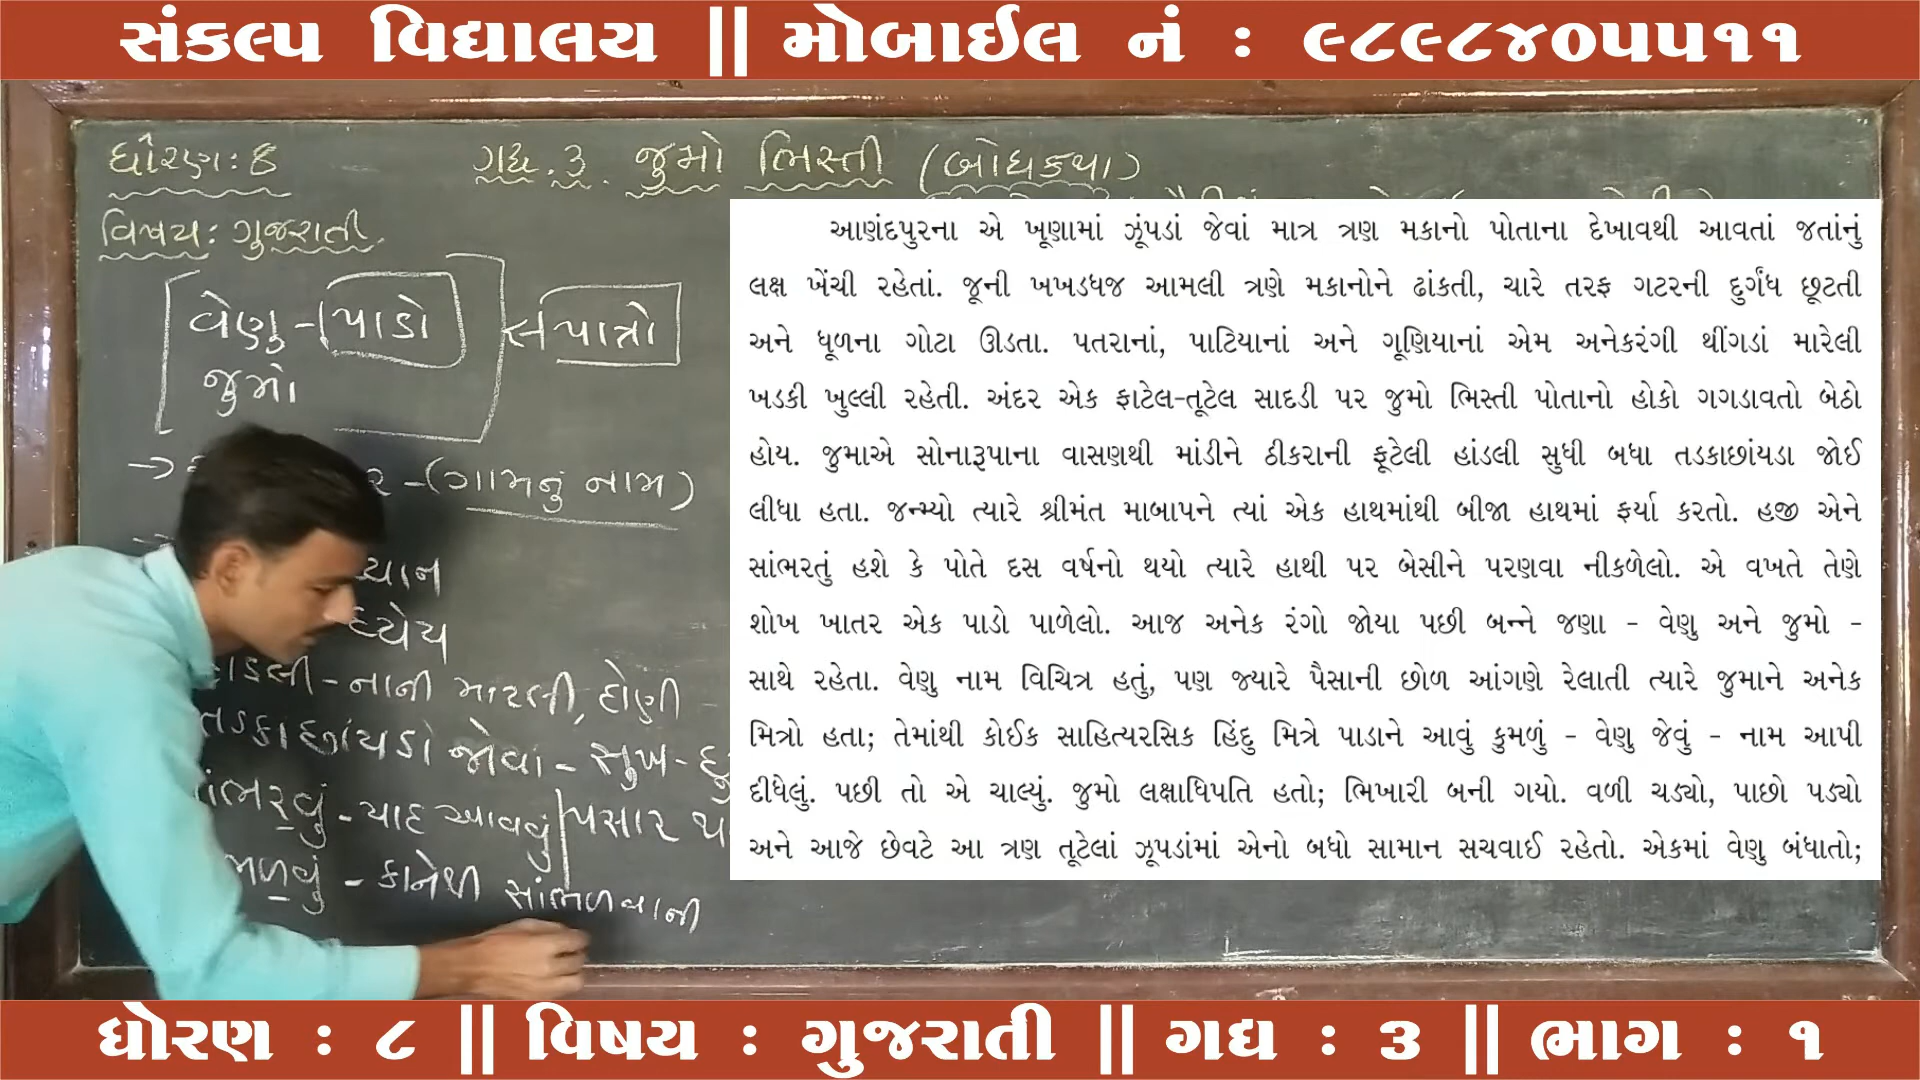 સંકલ્પ વિદ્યાલય || મોબાઈલ નં : ૯૮૯૮૪૦૫૫૧૧
ધોરણ : 8
ગદ્ય . ૩. જુમો ભિસ્તી (બોધકથા)
વિષય : ગુજરાતી
વેણુ - પાડો
સપાત્રો
જુમો
- (ગામનું નામ)
- નાની માટલી, દોણી
તડકાછાંયડો જોવા - સુખ -
- યાદ આવવું પસાર
- કાનેથી સાંભળવાની
આણંદપુરના એ ખૂણામાં ઝૂંપડાં જેવાં માત્ર ત્રણ મકાનો પોતાના દેખાવથી આવતાં જતાંનું
લક્ષ ખેંચી રહેતાં. જૂની ખખડધજ આમલી ત્રણે મકાનોને ઢાંકતી, ચારે તરફ ગટરની દુર્ગંધ છૂટતી
અને ધૂળના ગોટા ઊડતા. પતરાનાં, પાટિયાનાં અને ગૂણિયાનાં એમ અનેકરંગી થીંગડાં મારેલી
ખડકી ખુલ્લી રહેતી. અંદર એક ફાટેલ-તૂટેલ સાદડી પર જુમો ભિસ્તી પોતાનો હોકો ગગડાવતો બેઠો
હોય. જુમાએ સોનારૂપાના વાસણથી માંડીને ઠીકરાની ફૂટેલી હાંડલી સુધી બધા તડકાછાંયડા જોઈ
લીધા હતા. જન્મ્યો ત્યારે શ્રીમંત માબાપને ત્યાં એક હાથમાંથી બીજા હાથમાં ફર્યા કરતો. હજી એને
સાંભરતું હશે કે પોતે દસ વર્ષનો થયો ત્યારે હાથી પર બેસીને પરણવા નીકળેલો. એ વખતે તેણે
શોખ ખાતર એક પાડો પાળેલો. આજ અનેક રંગો જોયા પછી બન્ને જણા - વેણુ અને જુમો -
સાથે રહેતા. વેણુ નામ વિચિત્ર હતું, પણ જ્યારે પૈસાની છોળ આંગણે રેલાતી ત્યારે જુમાને અનેક
મિત્રો હતા; તેમાંથી કોઈક સાહિત્યરસિક હિંદુ મિત્રે પાડાને આવું કુમળું - વેણુ જેવું - નામ આપી
દીધેલું. પછી તો એ ચાલ્યું. જુમો લક્ષાધિપતિ હતો; ભિખારી બની ગયો. વળી ચડ્યો, પાછો પડ્યો
અને આજે છેવટે આ ત્રણ તૂટેલાં ઝૂપડાંમાં એનો બધો સામાન સચવાઈ રહેતો. એકમાં વેણુ બંધાતો;
ધોરણ : ૮ || વિષય : ગુજરાતી || ગદ્ય : ૩ || ભાગ : ૧